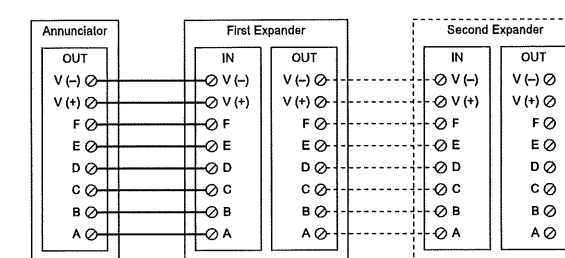 Annunciator First Expander Second Expander
OUT IN OUT IN OUT
V (–) V (–) V (–) V (–) V (–)
V (+) V (+) V (+) V (+) V (+)
F F F F F
E E E E E
D D D D D
C C C C C
B B B B B
A A A A A